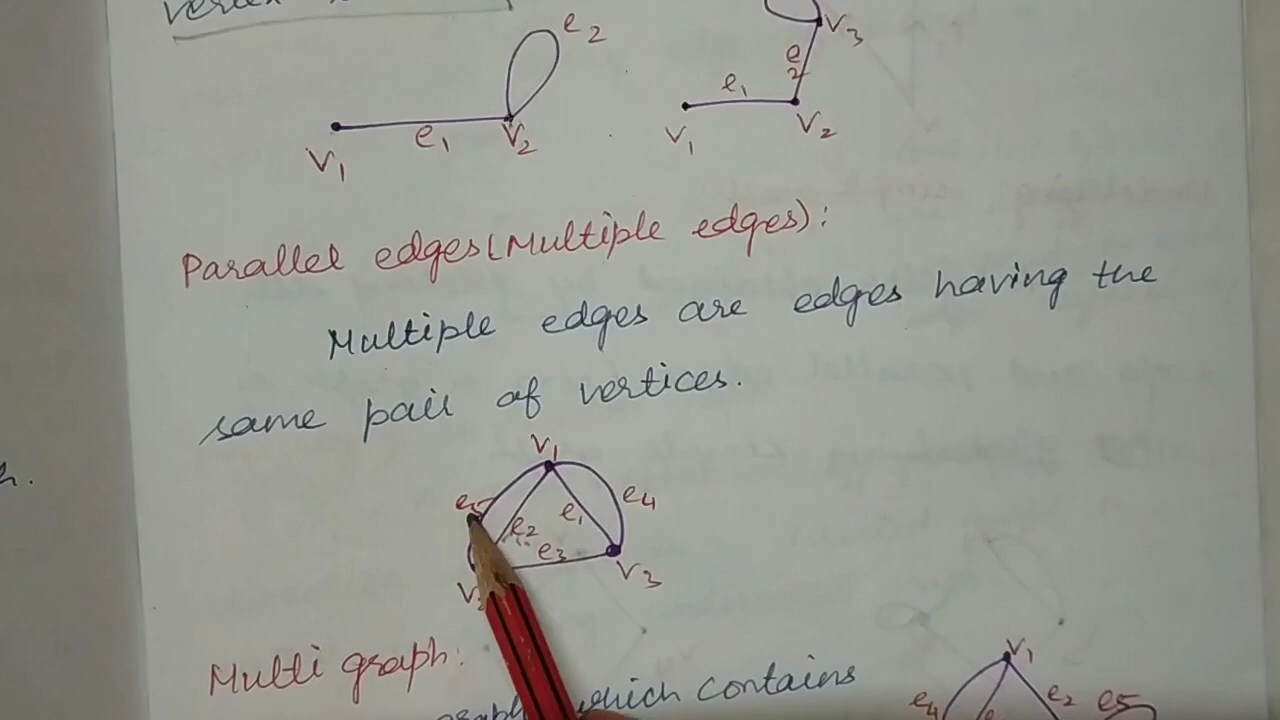 vertex
e2
V3
e2
e1
e1
V1
V2
V1
V2
Parallel edges (Multiple edges):
Multiple edges are edges having the
same pair of vertices.
V1
e5
e4
e2
e1
e3
V3
Multi graph:
graph which contains
V1
e4
e2
e5